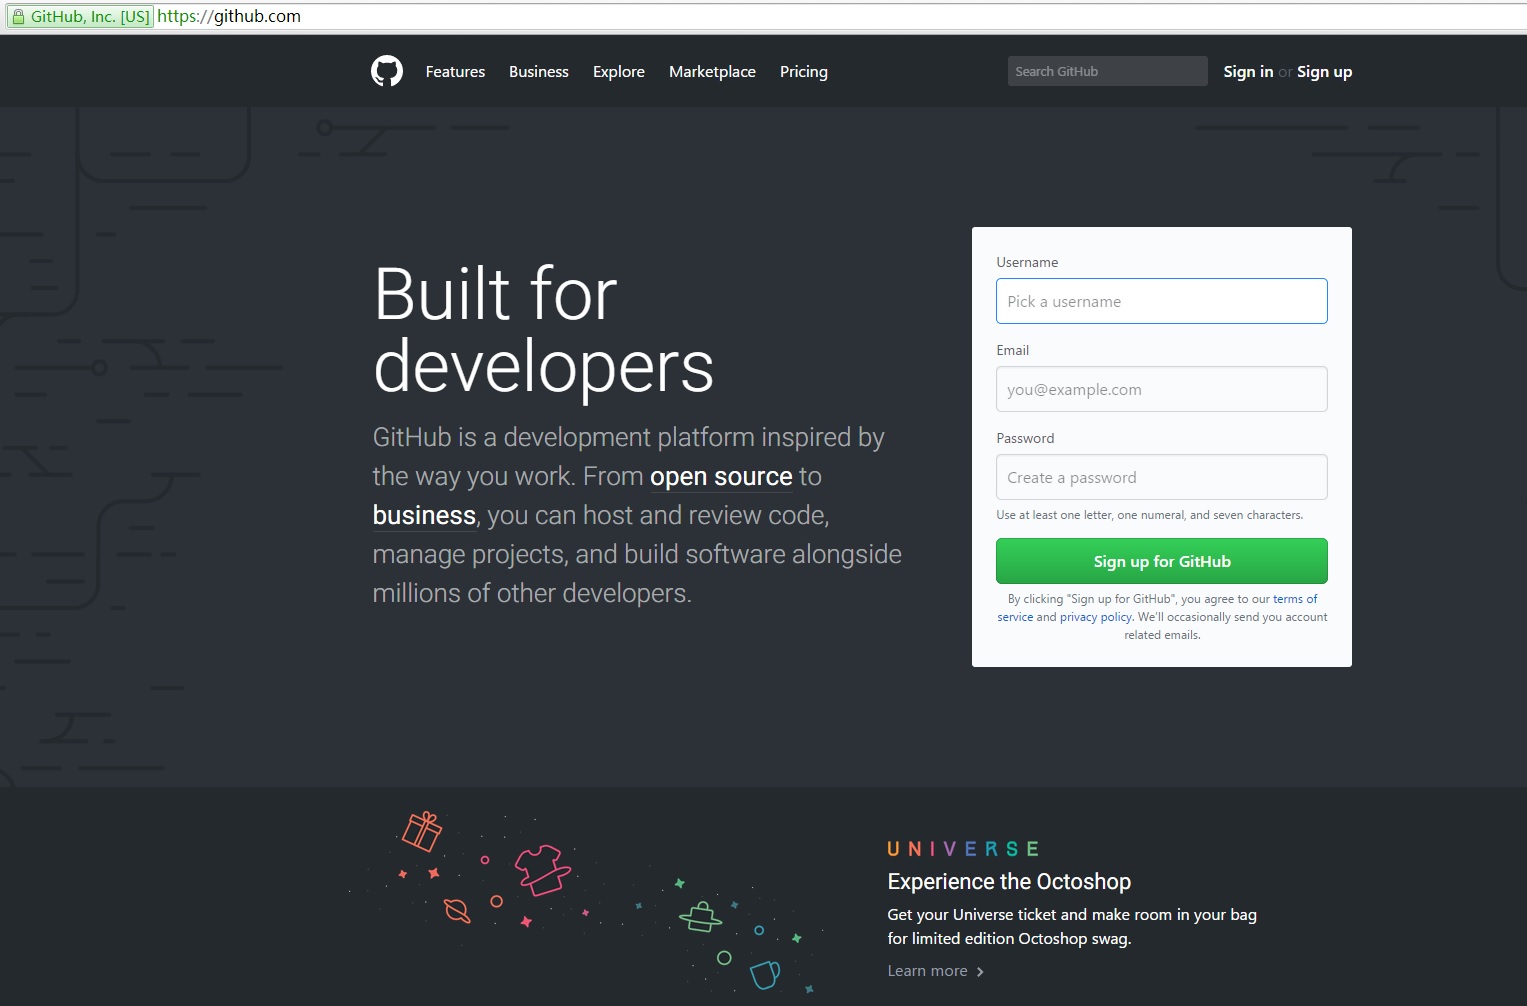 GitHub, Inc. [US] https://github.com
Features Business Explore Marketplace Pricing Search GitHub Sign in or Sign up
Built for
developers
GitHub is a development platform inspired by
the way you work. From open source to
business, you can host and review code,
manage projects, and build software alongside
millions of other developers.
Username
Pick a username
Email
you@example.com
Password
Create a password
Use at least one letter, one numeral, and seven characters.
Sign up for GitHub
By clicking "Sign up for GitHub", you agree to our terms of
service and privacy policy. We'll occasionally send you account
related emails.
UNIVERSE
Experience the Octoshop
Get your Universe ticket and make room in your bag
for limited edition Octoshop swag.
Learn more